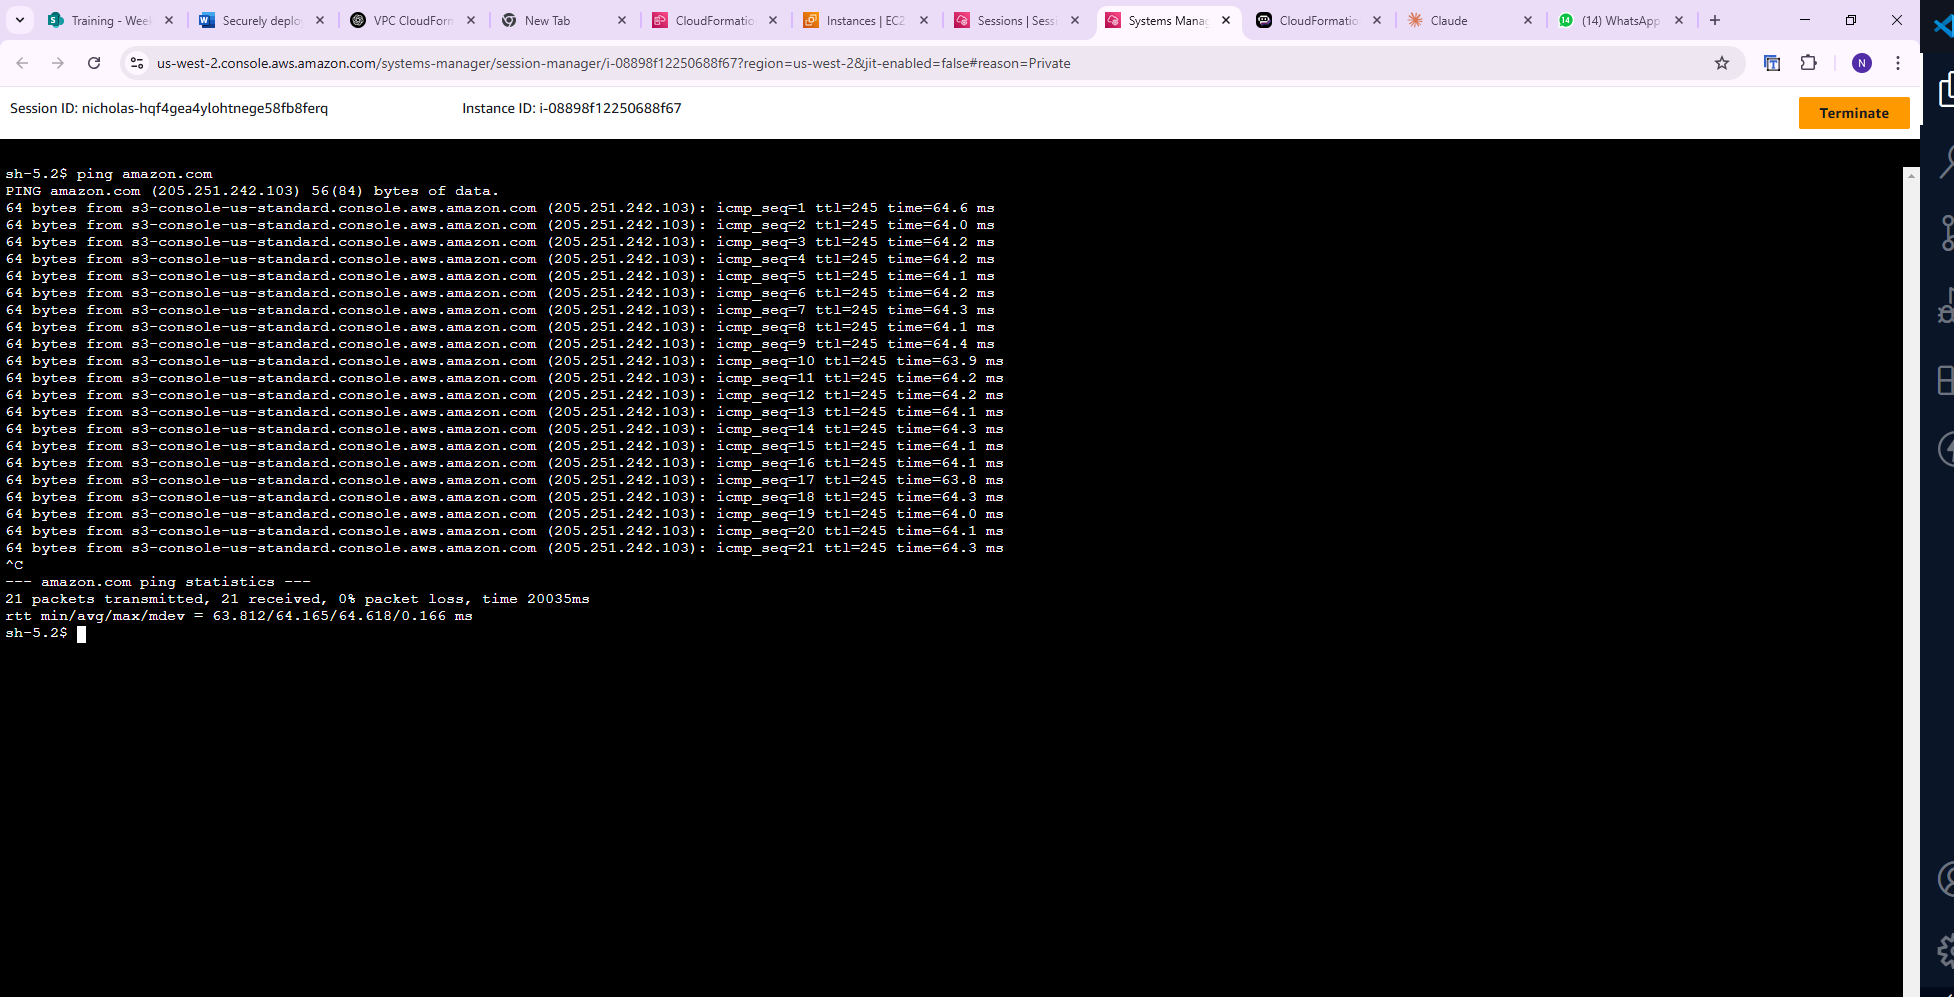 Training - Week
Securely deploy
VPC CloudForm
New Tab
CloudFormatio
Instances | EC2
Sessions | Sessi
Systems Manag
CloudFormatio
Claude
14
(14) WhatsApp
us-west-2.console.aws.amazon.com/systems-manager/session-manager/i-08898f12250688f67?region=us-west-2&jit-enabled=false#reason=Private
N
Session ID: nicholas-hqf4gea4ylohtnege58fb8ferq
Instance ID: i-08898f12250688f67
Terminate
sh-5.2$ ping amazon.com
PING amazon.com (205.251.242.103) 56(84) bytes of data.
64 bytes from s3-console-us-standard.console.aws.amazon.com (205.251.242.103): icmp_seq=1 ttl=245 time=64.6 ms
64 bytes from s3-console-us-standard.console.aws.amazon.com (205.251.242.103): icmp_seq=2 ttl=245 time=64.0 ms
64 bytes from s3-console-us-standard.console.aws.amazon.com (205.251.242.103): icmp_seq=3 ttl=245 time=64.2 ms
64 bytes from s3-console-us-standard.console.aws.amazon.com (205.251.242.103): icmp_seq=4 ttl=245 time=64.2 ms
64 bytes from s3-console-us-standard.console.aws.amazon.com (205.251.242.103): icmp_seq=5 ttl=245 time=64.1 ms
64 bytes from s3-console-us-standard.console.aws.amazon.com (205.251.242.103): icmp_seq=6 ttl=245 time=64.2 ms
64 bytes from s3-console-us-standard.console.aws.amazon.com (205.251.242.103): icmp_seq=7 ttl=245 time=64.3 ms
64 bytes from s3-console-us-standard.console.aws.amazon.com (205.251.242.103): icmp_seq=8 ttl=245 time=64.1 ms
64 bytes from s3-console-us-standard.console.aws.amazon.com (205.251.242.103): icmp_seq=9 ttl=245 time=64.4 ms
64 bytes from s3-console-us-standard.console.aws.amazon.com (205.251.242.103): icmp_seq=10 ttl=245 time=63.9 ms
64 bytes from s3-console-us-standard.console.aws.amazon.com (205.251.242.103): icmp_seq=11 ttl=245 time=64.2 ms
64 bytes from s3-console-us-standard.console.aws.amazon.com (205.251.242.103): icmp_seq=12 ttl=245 time=64.2 ms
64 bytes from s3-console-us-standard.console.aws.amazon.com (205.251.242.103): icmp_seq=13 ttl=245 time=64.1 ms
64 bytes from s3-console-us-standard.console.aws.amazon.com (205.251.242.103): icmp_seq=14 ttl=245 time=64.3 ms
64 bytes from s3-console-us-standard.console.aws.amazon.com (205.251.242.103): icmp_seq=15 ttl=245 time=64.1 ms
64 bytes from s3-console-us-standard.console.aws.amazon.com (205.251.242.103): icmp_seq=16 ttl=245 time=64.1 ms
64 bytes from s3-console-us-standard.console.aws.amazon.com (205.251.242.103): icmp_seq=17 ttl=245 time=63.8 ms
64 bytes from s3-console-us-standard.console.aws.amazon.com (205.251.242.103): icmp_seq=18 ttl=245 time=64.3 ms
64 bytes from s3-console-us-standard.console.aws.amazon.com (205.251.242.103): icmp_seq=19 ttl=245 time=64.0 ms
64 bytes from s3-console-us-standard.console.aws.amazon.com (205.251.242.103): icmp_seq=20 ttl=245 time=64.1 ms
64 bytes from s3-console-us-standard.console.aws.amazon.com (205.251.242.103): icmp_seq=21 ttl=245 time=64.3 ms
^C
--- amazon.com ping statistics ---
21 packets transmitted, 21 received, 0% packet loss, time 20035ms
rtt min/avg/max/mdev = 63.812/64.165/64.618/0.166 ms
sh-5.2$